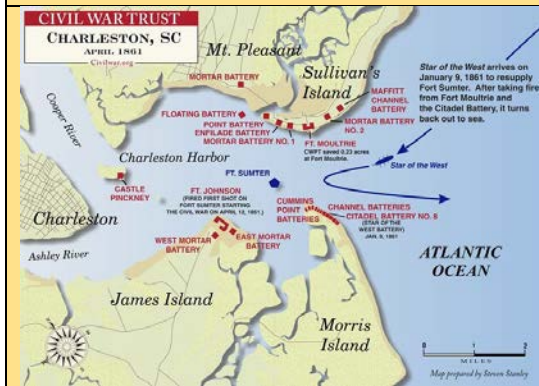 CIVIL WAR TRUST
CHARLESTON, SC
APRIL 1861
Civilwar.org
Mt. Pleasant
Sullivan's
Island
MORTAR BATTERY
MAFFITT
CHANNEL
BATTERY
FLOATING BATTERY
POINT BATTERY
ENFILADE BATTERY
MORTAR BATTERY NO. 1
MORTAR BATTERY
NO. 2
FT. MOULTRIE
CWPT saved 0.23 acres
at Fort Moultrie.
Star of the West arrives on
January 9, 1861 to resupply
Fort Sumter. After taking fire
from Fort Moultrie and
the Citadel Battery, it turns
back out to sea.
Star of the West
Cooper River
Charleston Harbor
CASTLE
PINCKNEY
FT. SUMTER
FT. JOHNSON
(FIRED FIRST SHOT ON
FORT SUMTER STARTING
THE CIVIL WAR ON APRIL 12, 1861.)
CUMMINS
POINT
BATTERIES
CHANNEL BATTERIES
CITADEL BATTERY NO. 8
(STAR OF
THE WEST BATTERY)
JAN. 9, 1861
Charleston
Ashley River
WEST MORTAR
BATTERY
EAST MORTAR
BATTERY
James Island
Morris
Island
ATLANTIC
OCEAN
0 1 2
MILES
Map prepared by Steven Stanley